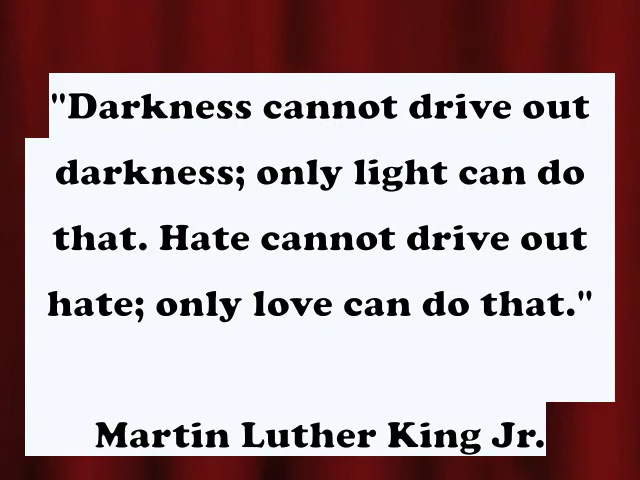 "Darkness cannot drive out
darkness; only light can do
that. Hate cannot drive out
hate; only love can do that."
Martin Luther King Jr.